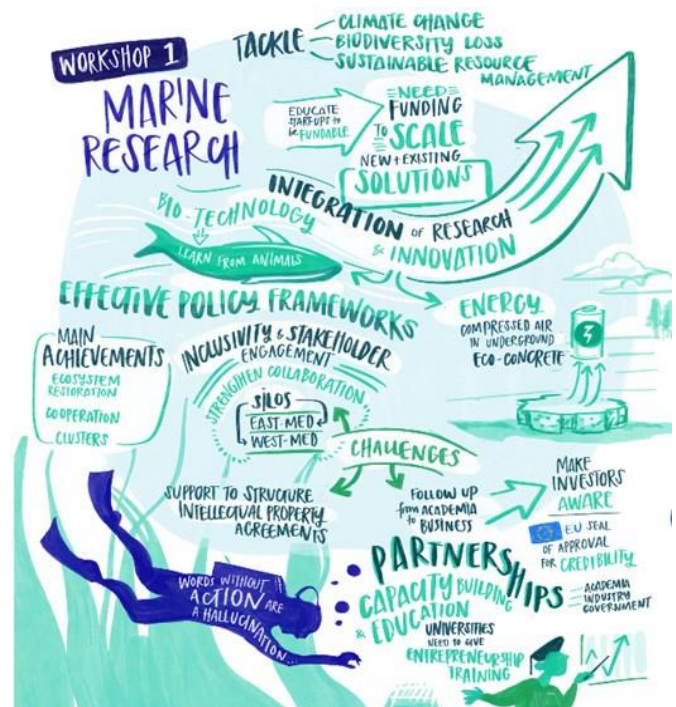 WORKSHOP 1
MARINE
RESEARCH
TACKLE
CLIMATE CHANGE
BIODIVERSITY LOSS
SUSTAINABLE RESOURCE
MANAGEMENT
EDUCATE
START-UPS to
be FUNDABLE
NEED
FUNDING
to SCALE
NEW + EXISTING
SOLUTIONS
INTEGRATION OF RESEARCH
& INNOVATION
BIO-TECHNOLOGY
LEARN FROM ANIMALS
EFFECTIVE POLICY FRAMEWORKS
ENERGY
COMPRESSED AIR
IN UNDERGROUND
ECO-CONCRETE
MAIN
ACHIEVEMENTS
ECOSYSTEM
RESTORATION
COOPERATION
CLUSTERS
INCLUSIVITY & STAKEHOLDER
ENGAGEMENT
STRENGHEN COLLABORATION
SILOS
EAST-MED
WEST-MED
CHALLENGES
SUPPORT TO STRUCTURE
INTELLECTUAL PROPERTY
AGREEMENTS
FOLLOW UP
from ACADEMIA
to BUSINESS
MAKE
INVESTORS
AWARE
EU SEAL
OF APPROVAL
FOR CREDIBILITY
PARTNERSHIPS
ACADEMIA
INDUSTRY
GOVERNMENT
CAPACITY BUILDING
& EDUCATION
UNIVERSITIES
NEED to GIVE
ENTREPRENEURSHIP
TRAINING
WORDS WITHOUT
ACTION ARE
A HALLUCINATION